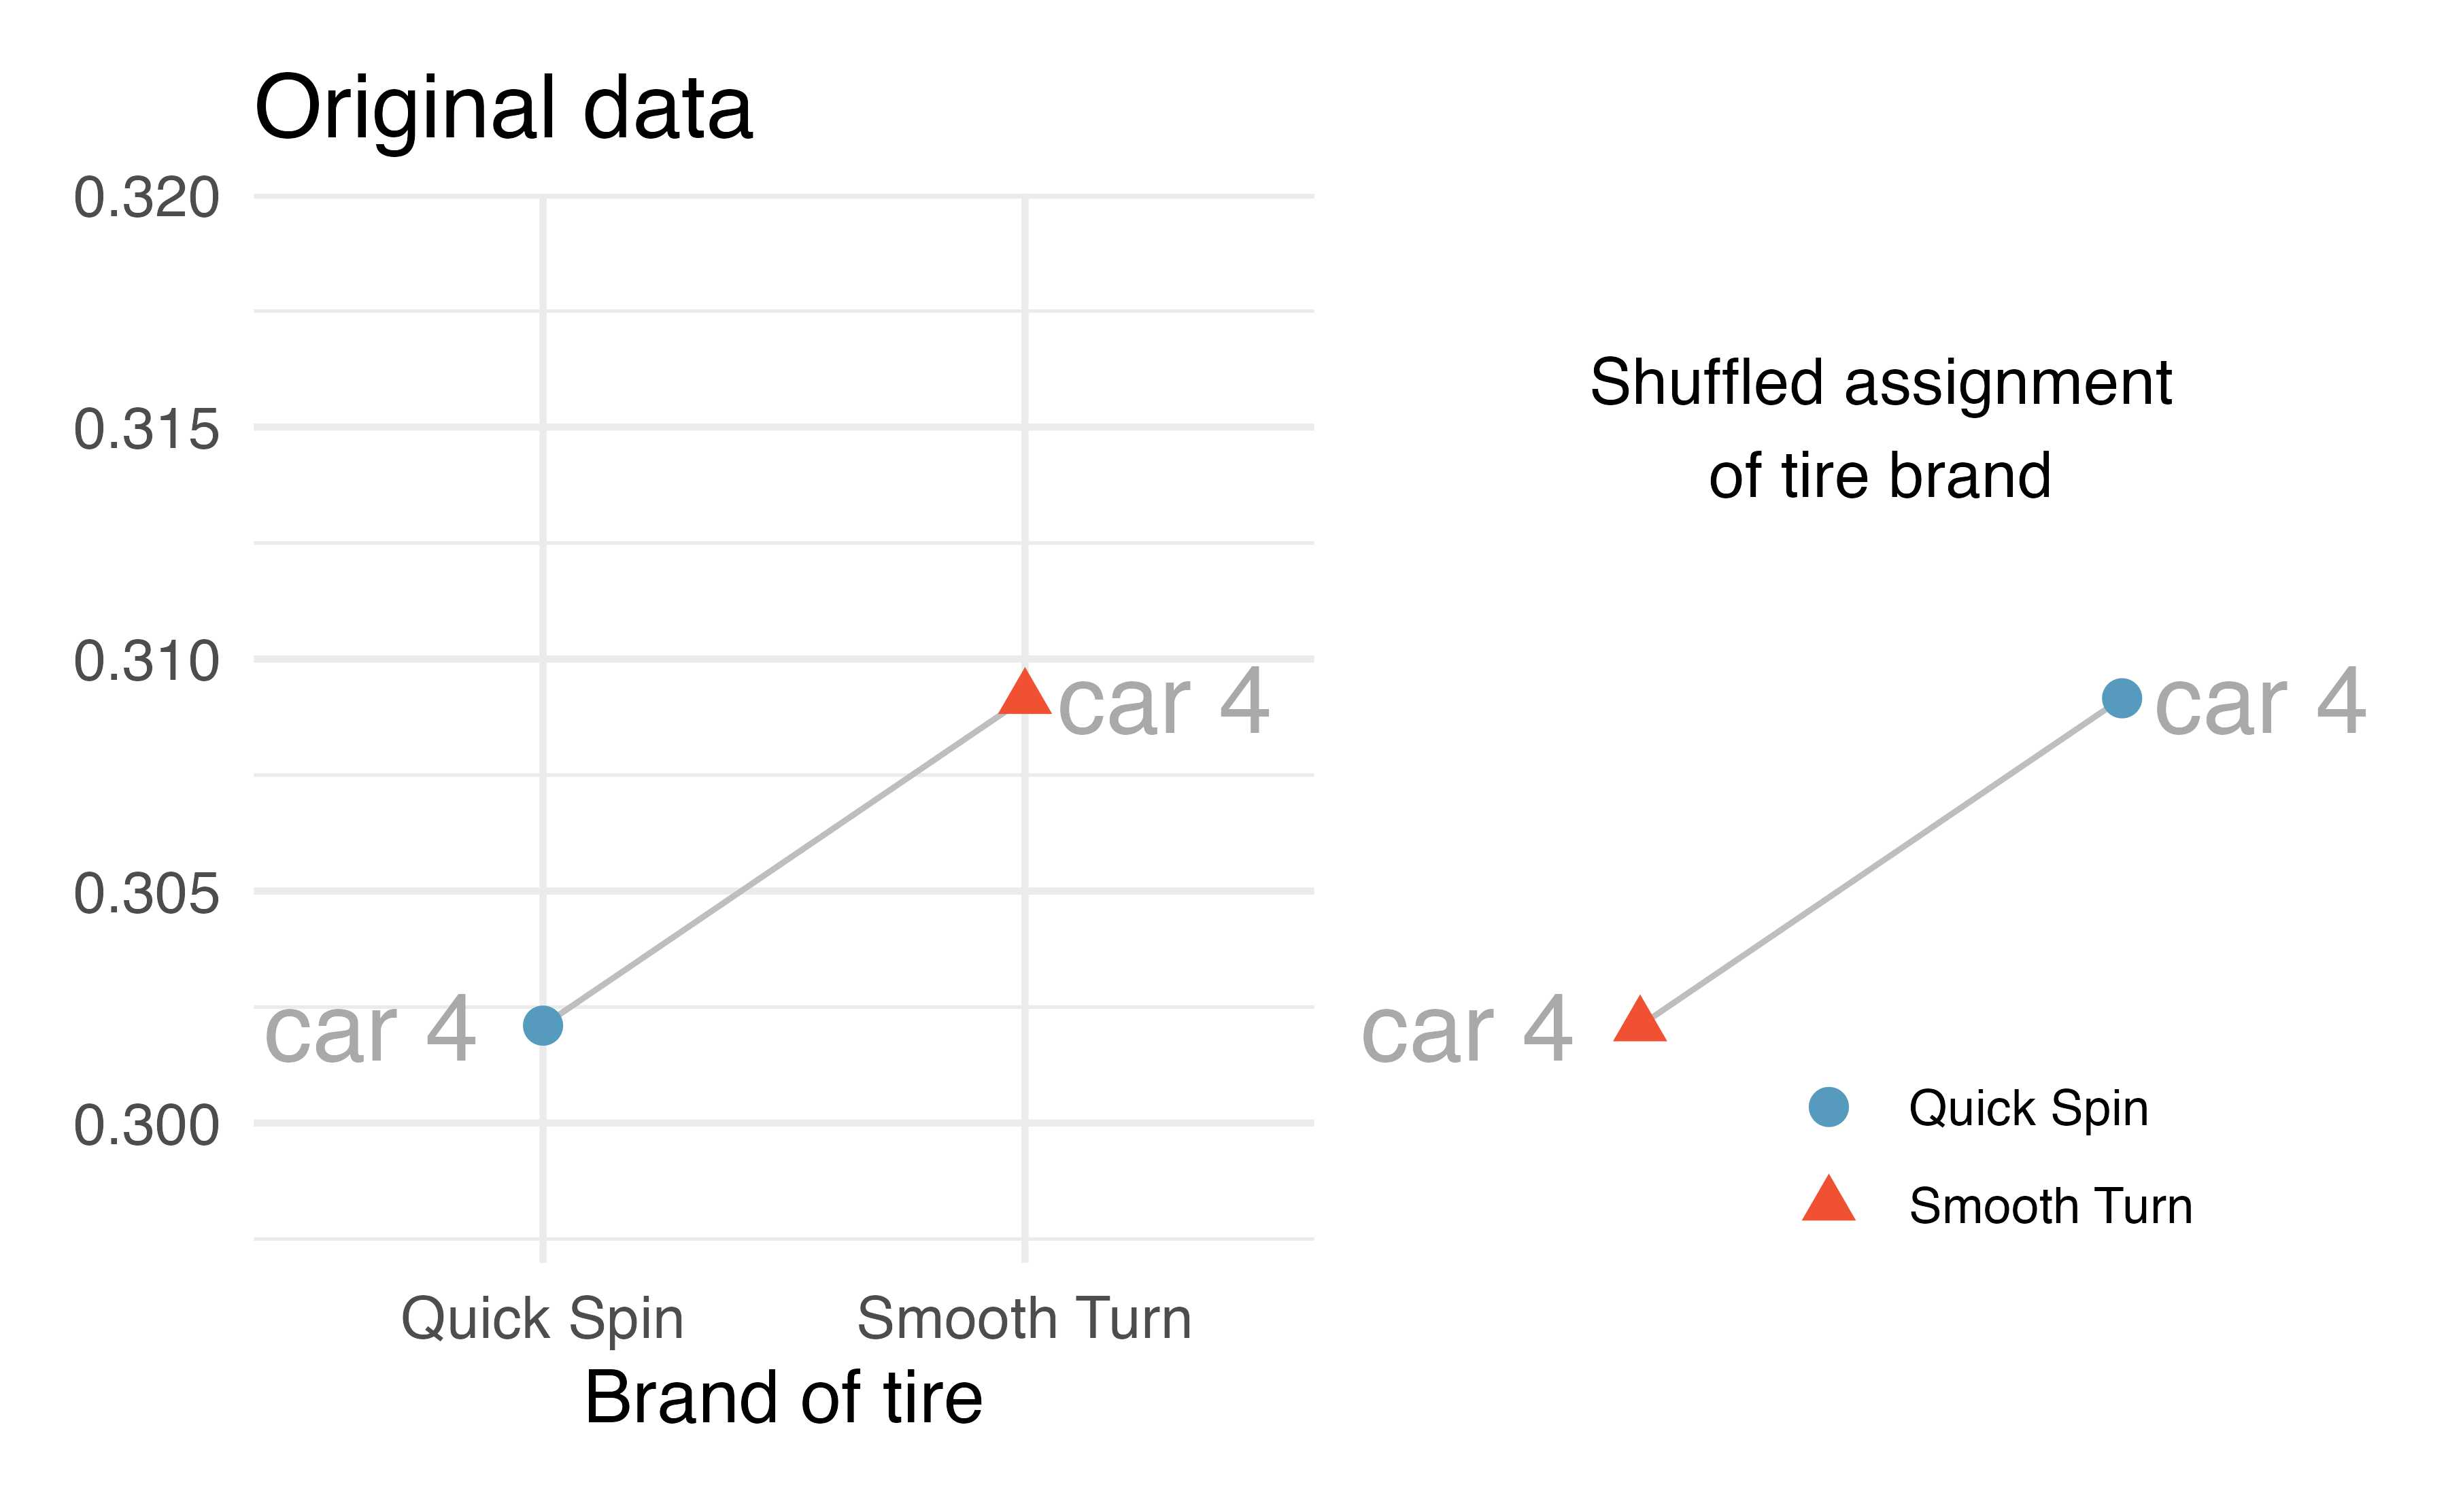 Original data
0.320
0.315
0.310
0.305
0.300
car 4
car 4
Quick Spin
Smooth Turn
Brand of tire
Shuffled assignment
of tire brand
car 4
car 4
Quick Spin
Smooth Turn